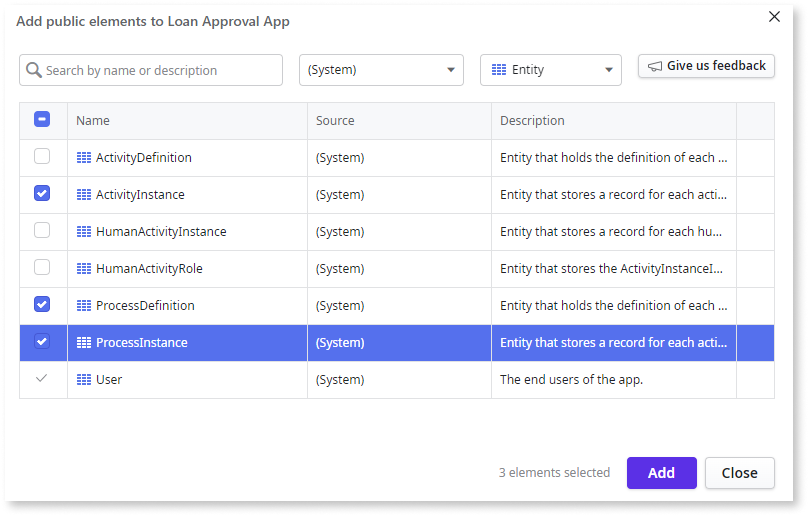 Add public elements to Loan Approval App
Search by name or description (System) Entity Give us feedback
Name Source Description
ActivityDefinition (System) Entity that holds the definition of each ...
ActivityInstance (System) Entity that stores a record for each acti...
HumanActivityInstance (System) Entity that stores a record for each hu...
HumanActivityRole (System) Entity that stores the ActivityInstanceI...
ProcessDefinition (System) Entity that holds the definition of each ...
ProcessInstance (System) Entity that stores a record for each acti...
User (System) The end users of the app.
3 elements selected Add Close